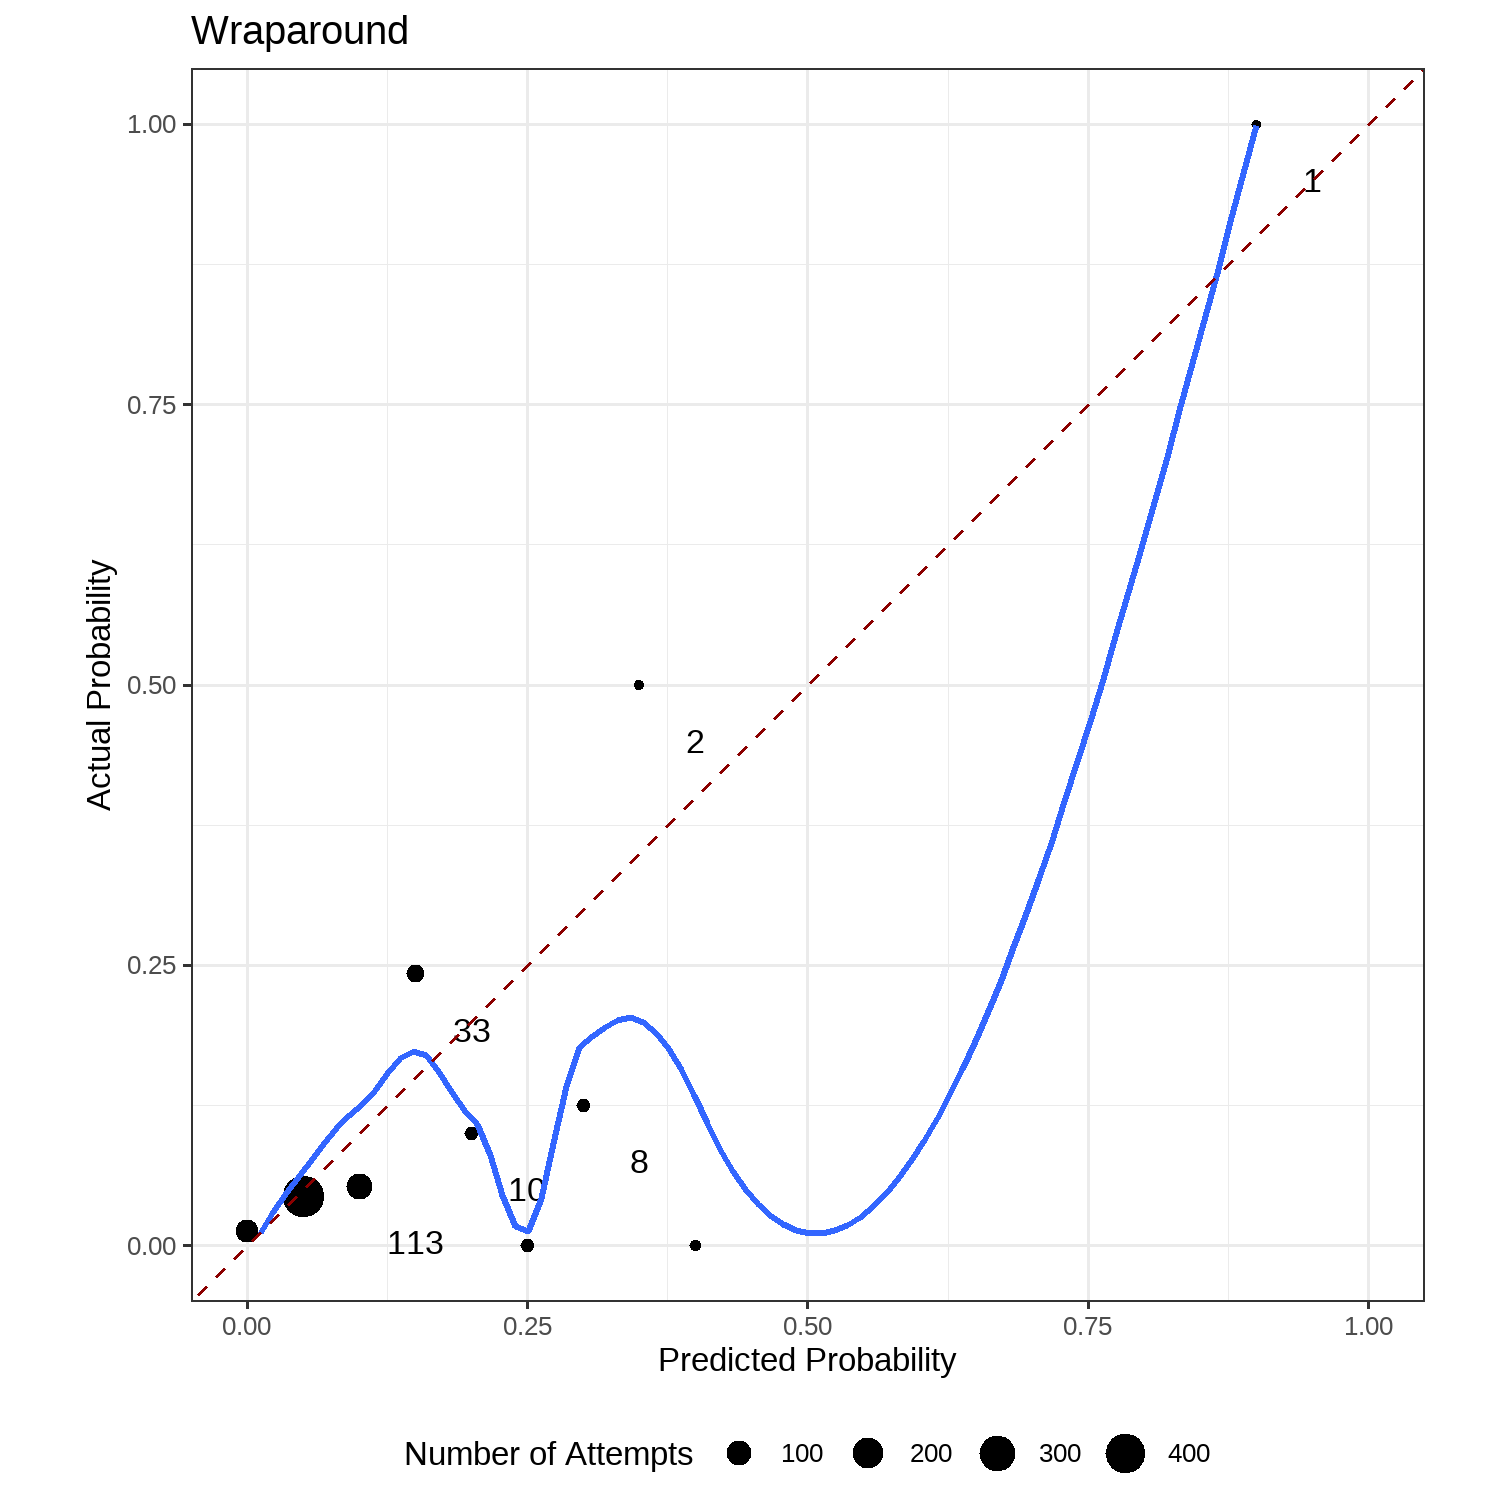 Wraparound
1.00
1
0.75
Actual Probability
0.50
2
0.25
33
8
10
113
0.00
0.00 0.25 0.50 0.75 1.00
Predicted Probability
Number of Attempts 100 200 300 400